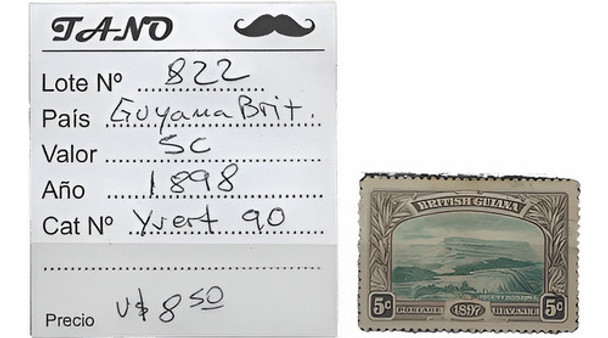 TANO
Lote Nº 822
País Guyana Brit.
Valor 5C
Año 1898
Cat Nº Yvert 90
Precio U$ 8 50
BRITISH GUIANA
5c POSTAGE 1897 REVENUE 5c